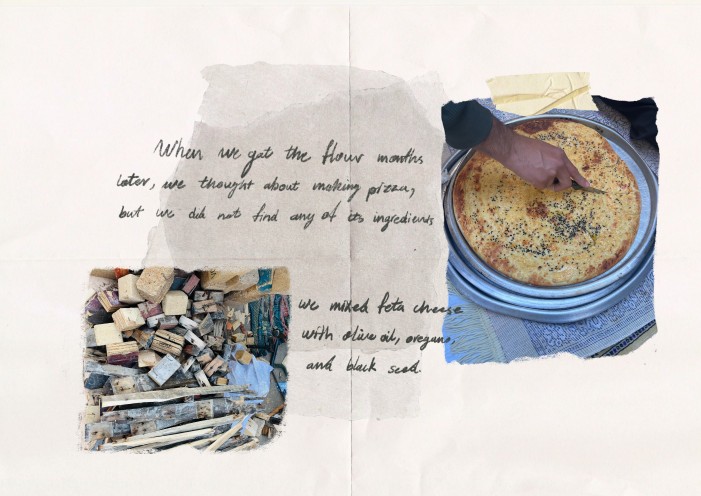 When we got the flour months
later, we thought about making pizza,
but we did not find any of its ingredients
.
we mixed feta cheese
with olive oil, oregano,
and black seed.